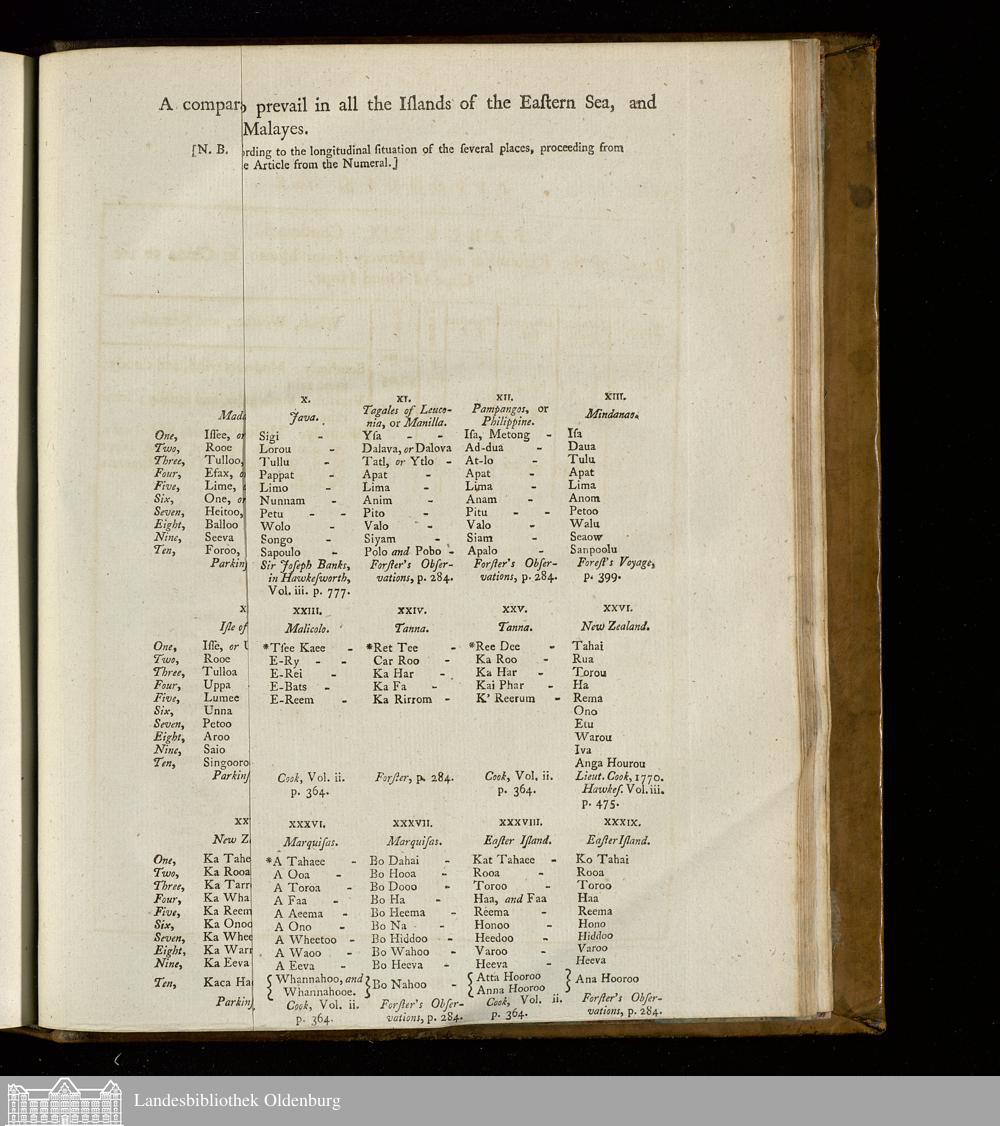 A compar prevail in all the Iſlands of the Eaſtern Sea, and
Malayes.
[N. B. ording to the longitudinal ſituation of the ſeveral places, proceeding from
e Article from the Numeral.]
X. XI. XII. XIII.
Mada Java. Tagales of Leuco- Pampangos, or Mindanao.
nia, or Manilla. Philippine.
One, Iſſee, or Sigi - Yſa - - Iſa, Metong - Iſa
Two, Rooe Lorou - Dalava, or Dalova Ad-dua - Daua
Three, Tulloo, Tullu - Tatl, or Ytlo - At-lo - Tulu
Four, Efax, o Pappat - Apat - Apat - Apat
Five, Lime, Limo - Lima - Lima - Lima
Six, One, or Nunnam - Anim - Anam - Anom
Seven, Heitoo, Petu - - Pito - Pitu - - Petoo
Eight, Balloo Wolo - Valo - Valo - Walu
Nine, Seeva Songo - Siyam - Siam - Seaow
Ten, Foroo, Sapoulo - Polo and Pobo - Apalo - Sanpoolu
Parkin Sir Joſeph Banks, Forſter's Obſer- Forſter's Obſer- Foreſt's Voyage,
in Hawkeſworth, vations, p. 284. vations, p. 284. p. 399.
Vol. iii. p. 777.
X XXIII. XXIV. XXV. XXVI.
Iſle of Malicolo. Tanna. Tanna. New Zealand.
One, Iſſe, or U *Tſee Kaee - *Ret Tee - *Ree Dee - Tahai
Two, Rooe E-Ry - - Car Roo - Ka Roo - Rua
Three, Tulloa E-Rei - Ka Har - Ka Har - Torou
Four, Uppa E-Bats - Ka Fa - Kai Phar - Ha
Five, Lumee E-Reem - Ka Rirrom - K' Reerum - Rema
Six, Unna Ono
Seven, Petoo Etu
Eight, Aroo Warou
Nine, Saio Iva
Ten, Singooro Anga Hourou
Parkinſ Cook, Vol. ii. Forſter, p. 284. Cook, Vol. ii. Lieut. Cook, 1770.
p. 364. p. 364. Hawkeſ. Vol. iii.
p. 475.
XX XXXVI. XXXVII. XXXVIII. XXXIX.
New Z Marquiſas. Marquiſas. Eaſter Iſland. Eaſter Iſland.
One, Ka Tahe *A Tahaee - Bo Dahai - Kat Tahaee - Ko Tahai
Two, Ka Rooa A Ooa - Bo Hooa - Rooa - Rooa
Three, Ka Tarr A Toroa - Bo Dooo - Toroo - Toroo
Four, Ka Wha A Faa - Bo Ha - Haa, and Faa Haa
Five, Ka Reem A Aeema - Bo Heema - Reema - Reema
Six, Ka Onoo A Ono - Bo Na - Honoo - Hono
Seven, Ka Whee A Wheetoo - Bo Hiddoo - Heedoo - Hiddoo
Eight, Ka Warr A Waoo - Bo Wahoo - Varoo - Varoo
Nine, Ka Eeva A Eeva - Bo Heeva - Heeva - Heeva
Ten, Kaca Ha { Whannahoo, and Whannahooe. } Bo Nahoo - { Atta Hooroo Anna Hooroo } Ana Hooroo
Parkinſ Cook, Vol. ii. Forſter's Obſer- Cook, Vol. ii. Forſter's Obſer-
p. 364. vations, p. 284. p. 364. vations, p. 284.
Landesbibliothek Oldenburg